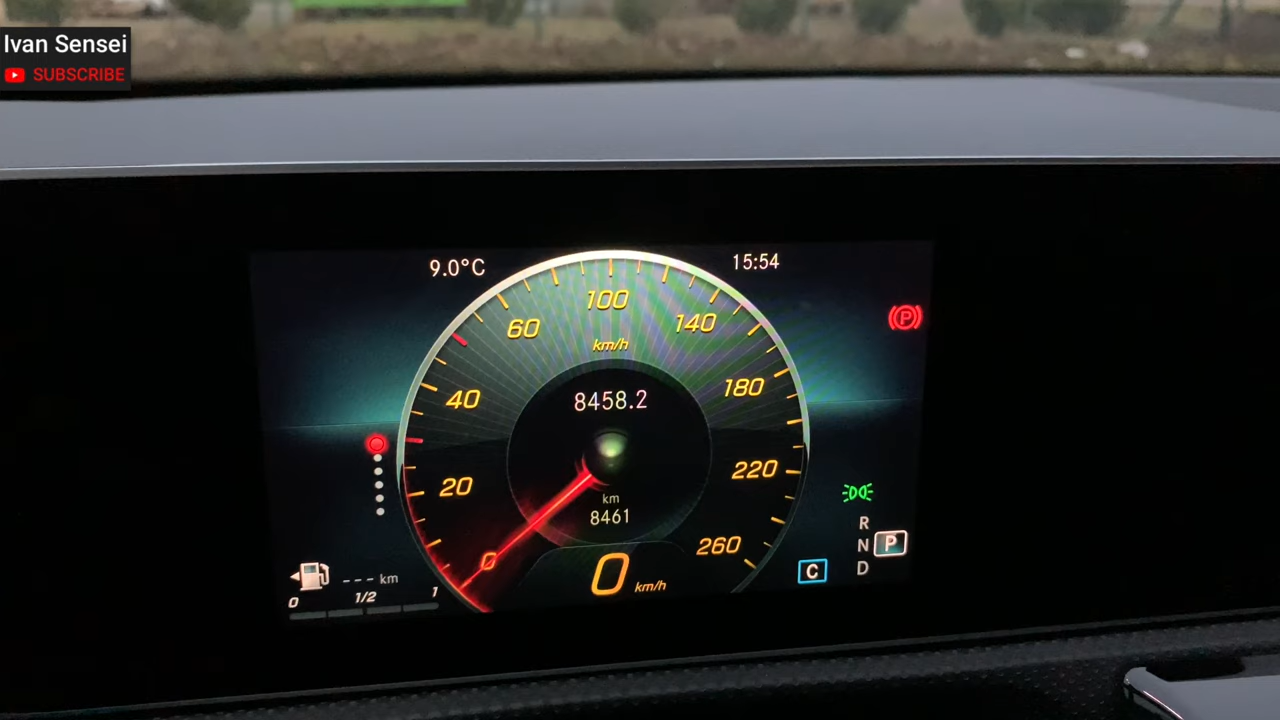 Ivan Sensei
SUBSCRIBE
9.0°C
15:54
100
60
140
km/h
P
40
180
8458.2
20
220
km
8461
R
N
P
D
0
260
0
km/h
C
--- km
0
1/2
1